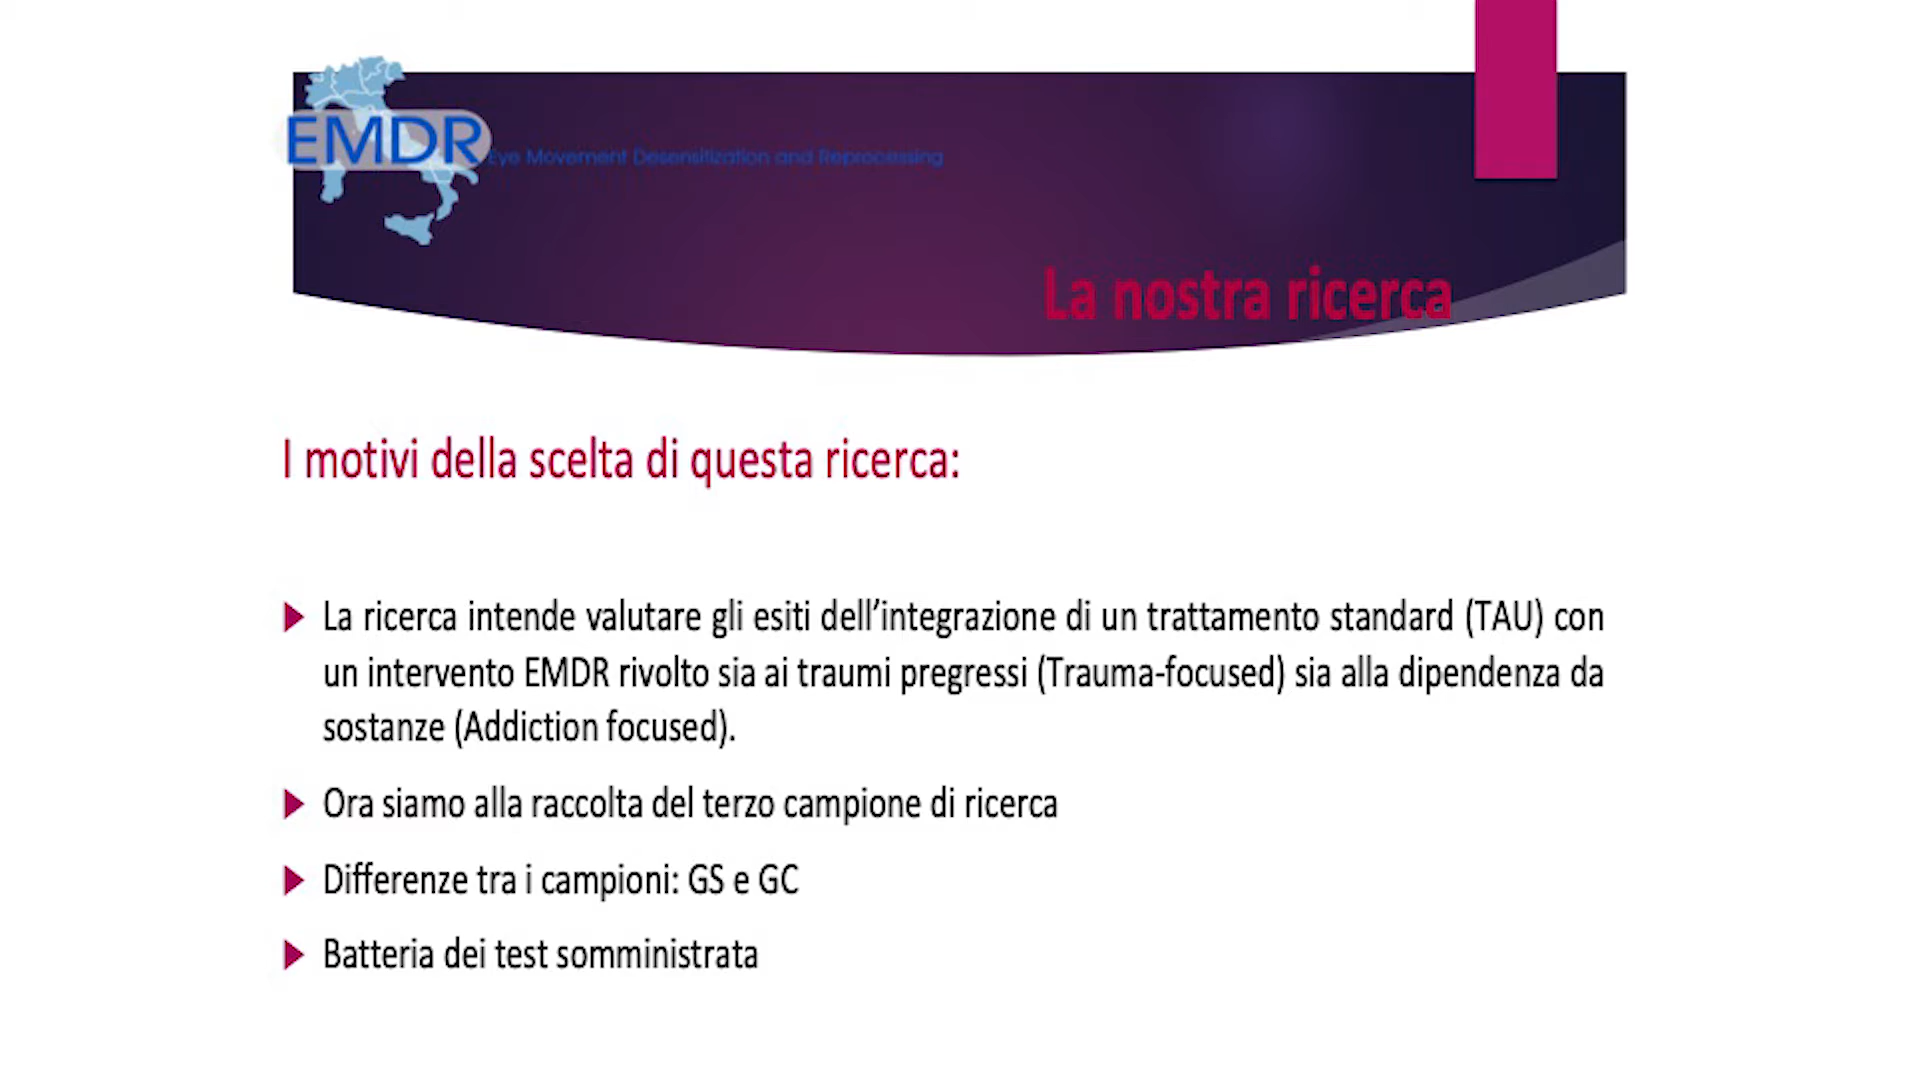 EMDR
Eye Movement Desensitization and Reprocessing
La nostra ricerca
I motivi della scelta di questa ricerca:
La ricerca intende valutare gli esiti dell’integrazione di un trattamento standard (TAU) con
un intervento EMDR rivolto sia ai traumi pregressi (Trauma-focused) sia alla dipendenza da
sostanze (Addiction focused).
Ora siamo alla raccolta del terzo campione di ricerca
Differenze tra i campioni: GS e GC
Batteria dei test somministrata